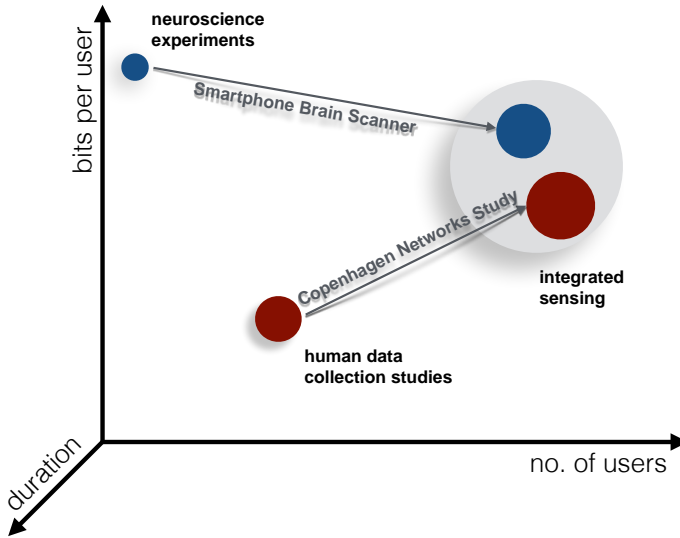 neuroscience
experiments
bits per user
Smartphone Brain Scanner
Copenhagen Networks Study
integrated
sensing
human data
collection studies
duration
no. of users